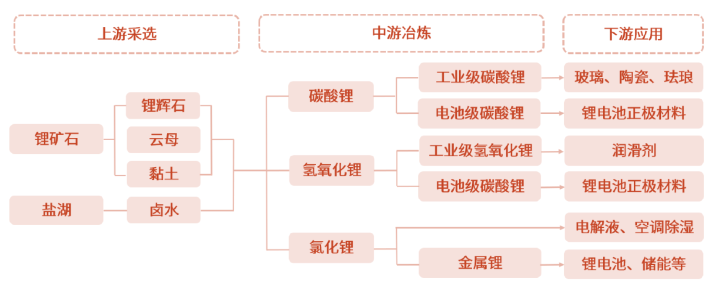 上游采选
中游冶炼
下游应用
锂矿石
锂辉石
云母
黏土
盐湖
卤水
碳酸锂
工业级碳酸锂
玻璃、陶瓷、珐琅
电池级碳酸锂
锂电池正极材料
氢氧化锂
工业级氢氧化锂
润滑剂
电池级碳酸锂
锂电池正极材料
氯化锂
电解液、空调除湿
金属锂
锂电池、储能等